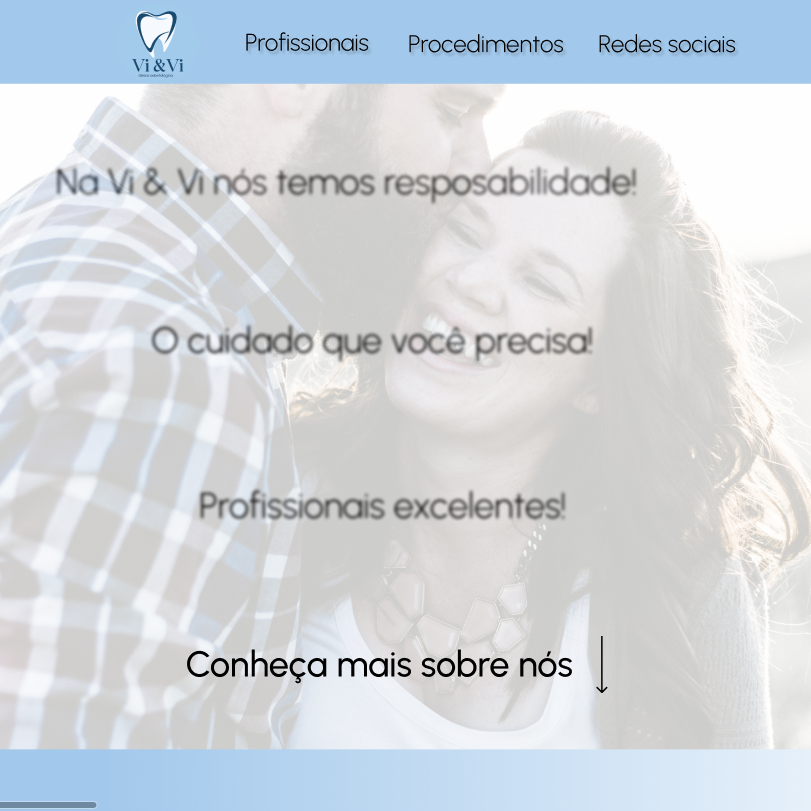 Vi & Vi
Profissionais
Procedimentos
Redes sociais
Na Vi & Vi nós temos resposabilidade!
O cuidado que você precisa!
Profissionais excelentes!
Conheça mais sobre nós